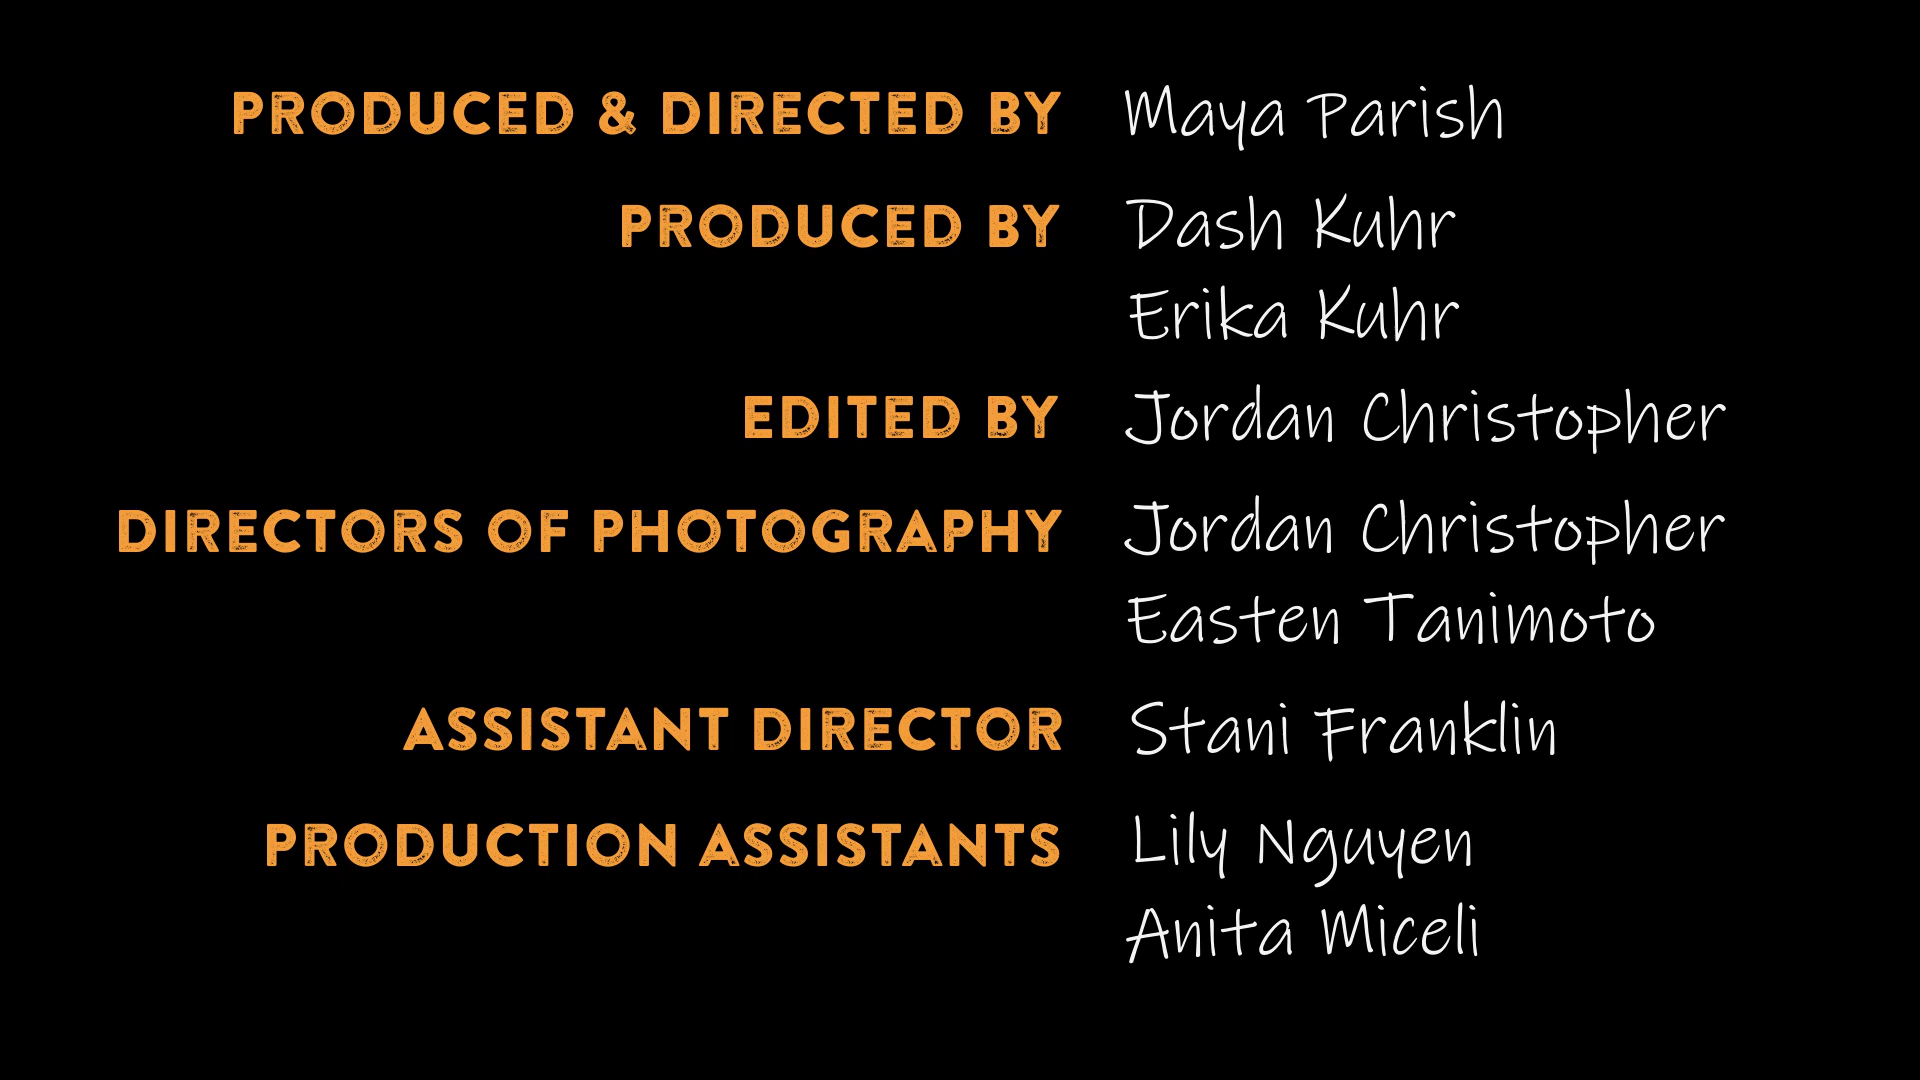 PRODUCED & DIRECTED BY Maya Parish
PRODUCED BY Dash Kuhr
Erika Kuhr
EDITED BY Jordan Christopher
DIRECTORS OF PHOTOGRAPHY Jordan Christopher
Easten Tanimoto
ASSISTANT DIRECTOR Stani Franklin
PRODUCTION ASSISTANTS Lily Nguyen
Anita Miceli